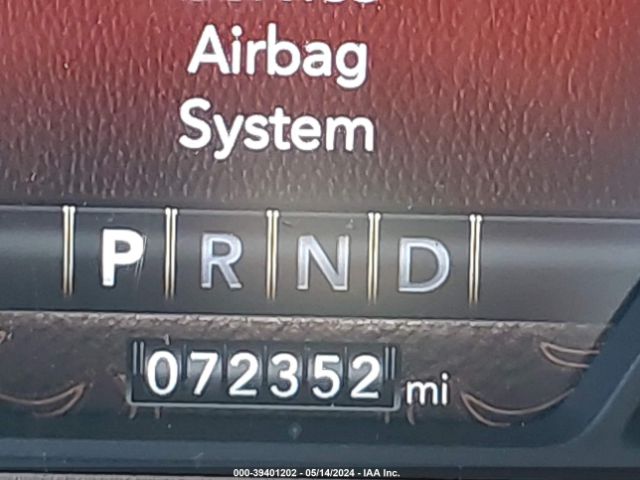 Airbag
System
P R N D
072352 mi
000-39401202 - 05/14/2024 - IAA Inc.